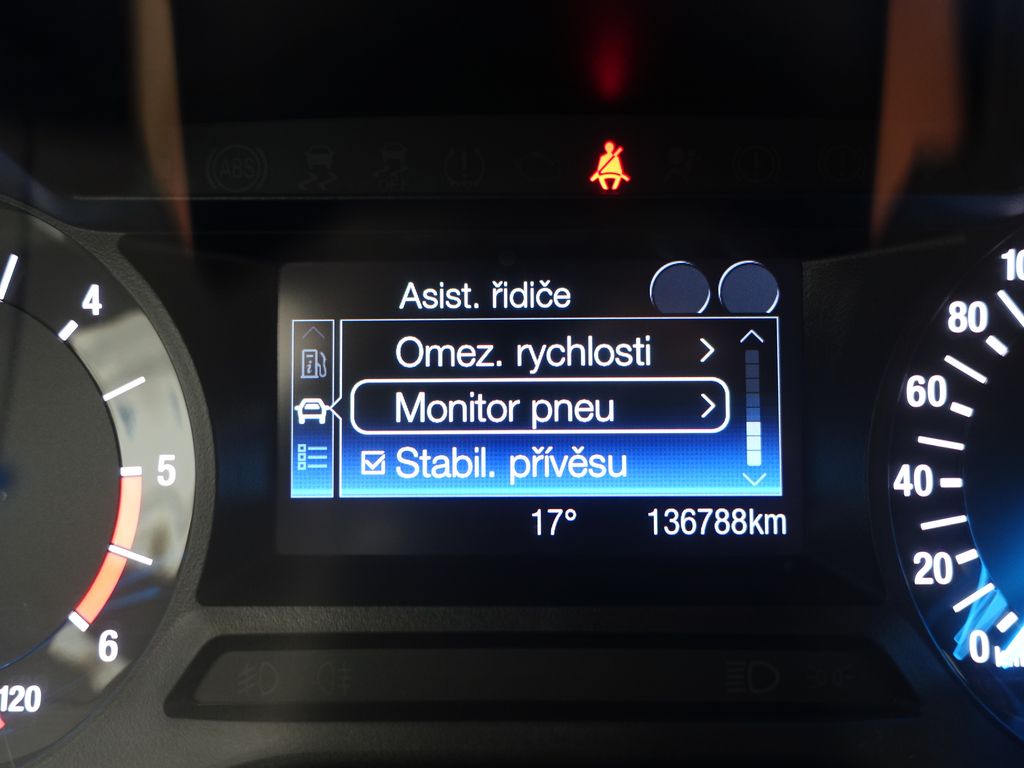 ABS
4
5
6
120
Asist. řidiče
Omez. rychlosti
Monitor pneu
Stabil. přívěsu
17° 136788km
80
60
40
20
0